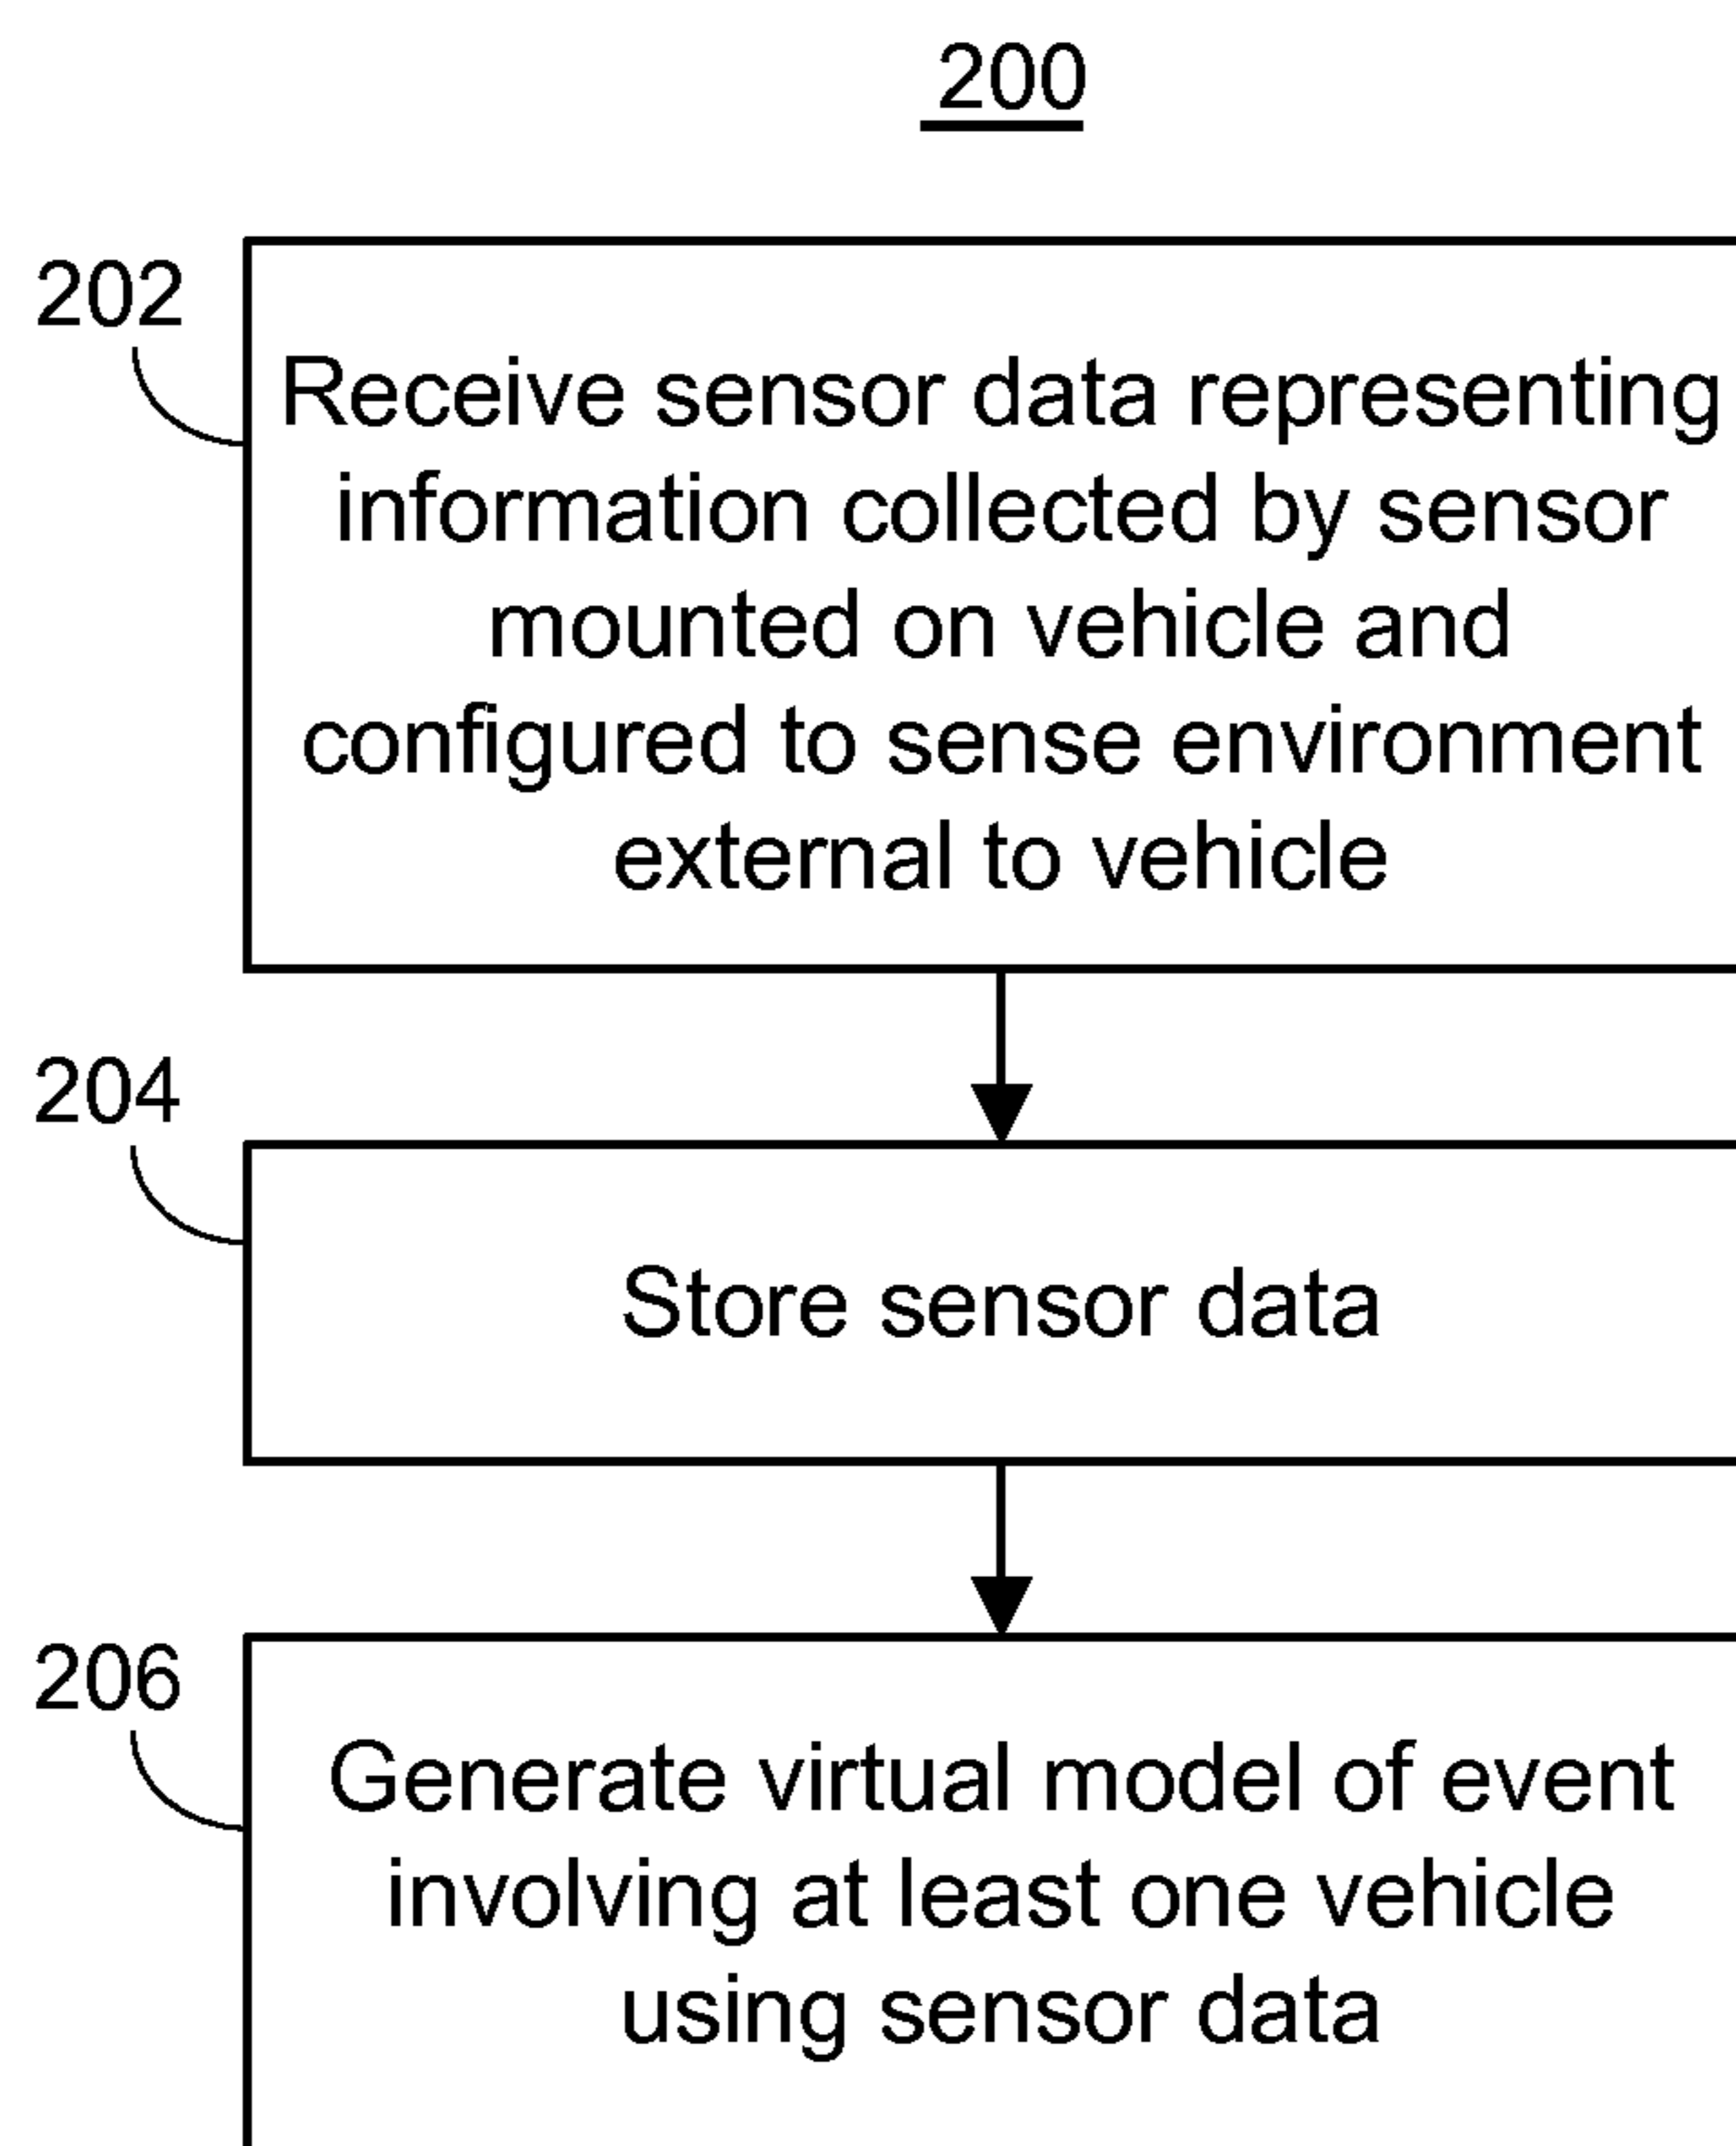 200
202
Receive sensor data representing
information collected by sensor
mounted on vehicle and
configured to sense environment
external to vehicle
204
Store sensor data
206
Generate virtual model of event
involving at least one vehicle
using sensor data